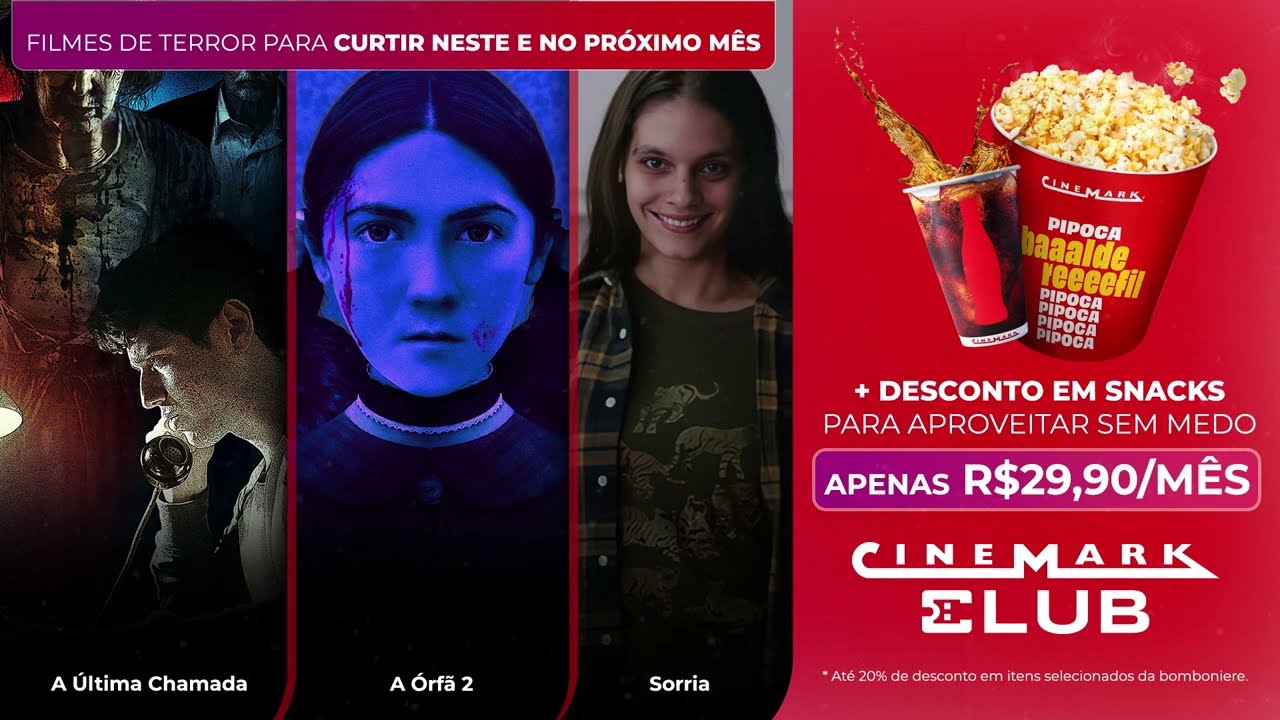 FILMES DE TERROR PARA CURTIR NESTE E NO PRÓXIMO MÊS
A Última Chamada
A Órfã 2
Sorria
CINEMARK
PIPOCA
baaalde
reeeefil
PIPOCA
PIPOCA
PIPOCA
PIPOCA
CINEMARK
+ DESCONTO EM SNACKS
PARA APROVEITAR SEM MEDO
APENAS R$29,90/MÊS
CINEMARK
CLUB
* Até 20% de desconto em itens selecionados da bomboniere.